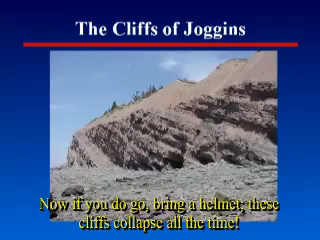 The Cliffs of Joggins
Now if you do go, bring a helmet; these
cliffs collapse all the time!